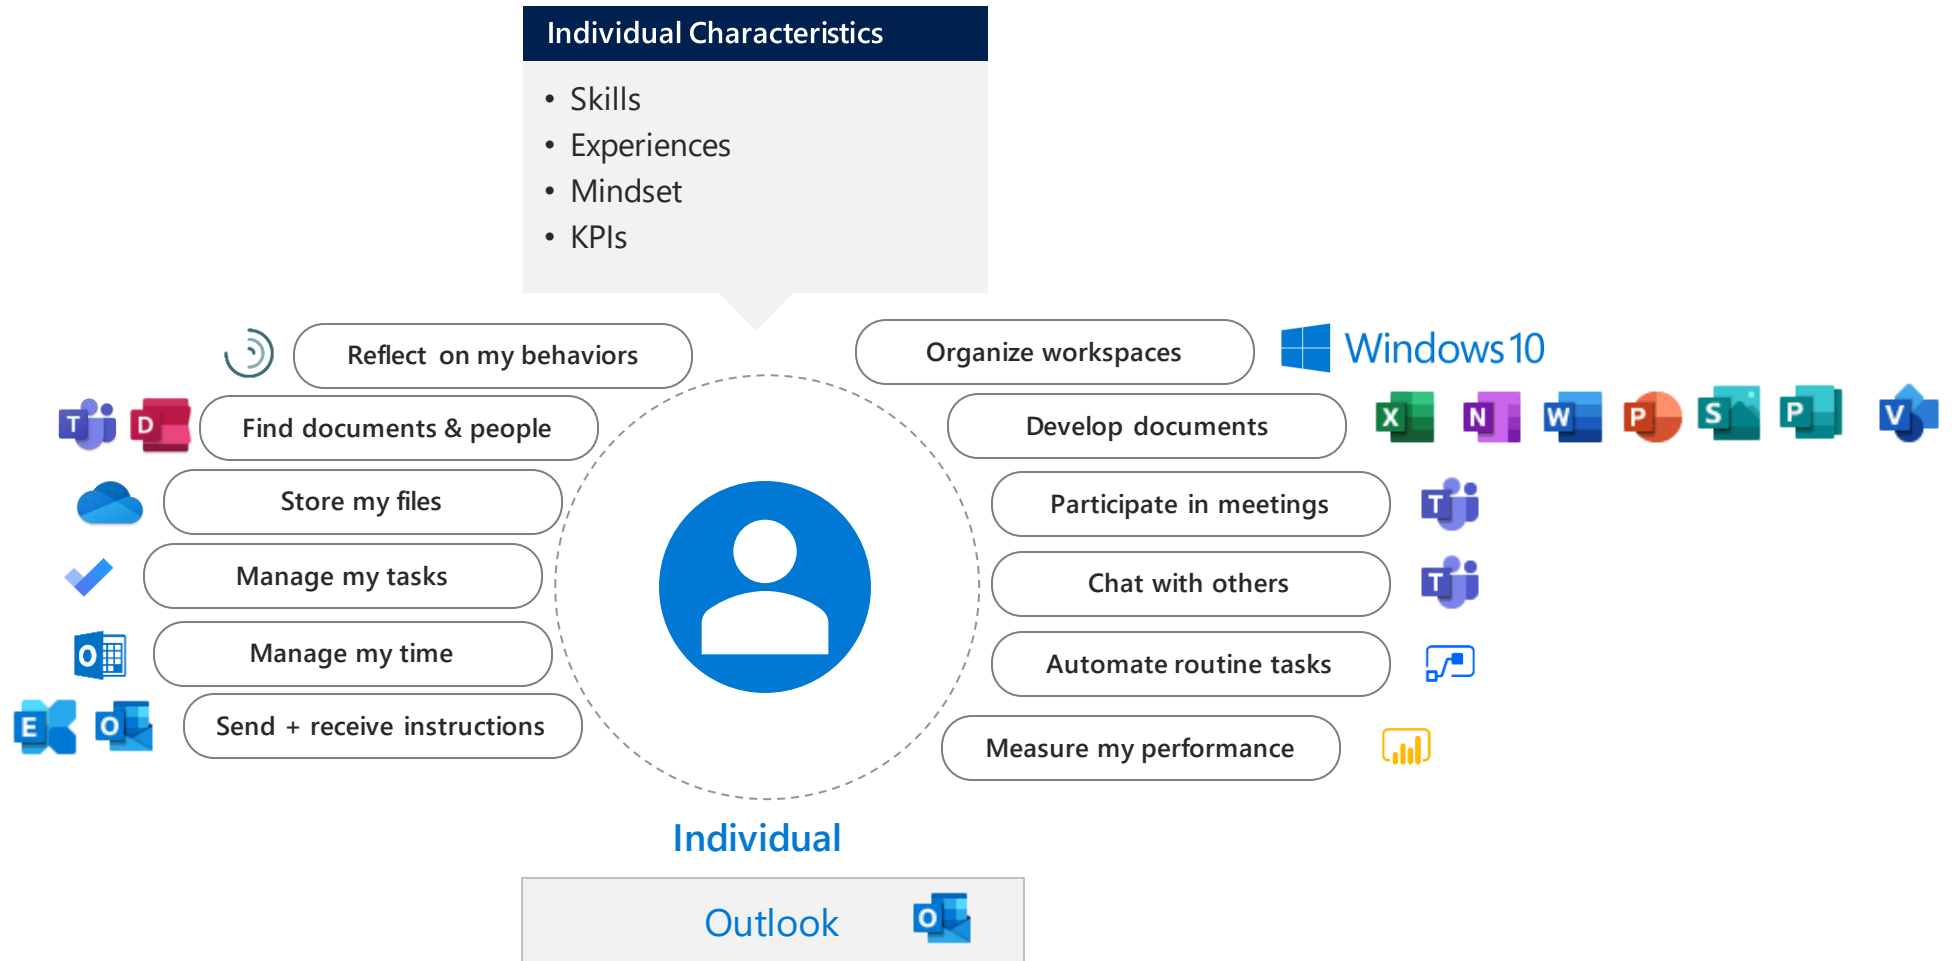 Individual Characteristics
• Skills
• Experiences
• Mindset
• KPIs
Reflect on my behaviors
Organize workspaces
Windows 10
T D
Find documents & people
Develop documents
X N W P S P V
Store my files
Participate in meetings
T
Manage my tasks
Chat with others
T
O
Manage my time
Automate routine tasks
E O
Send + receive instructions
Measure my performance
Individual
Outlook
O